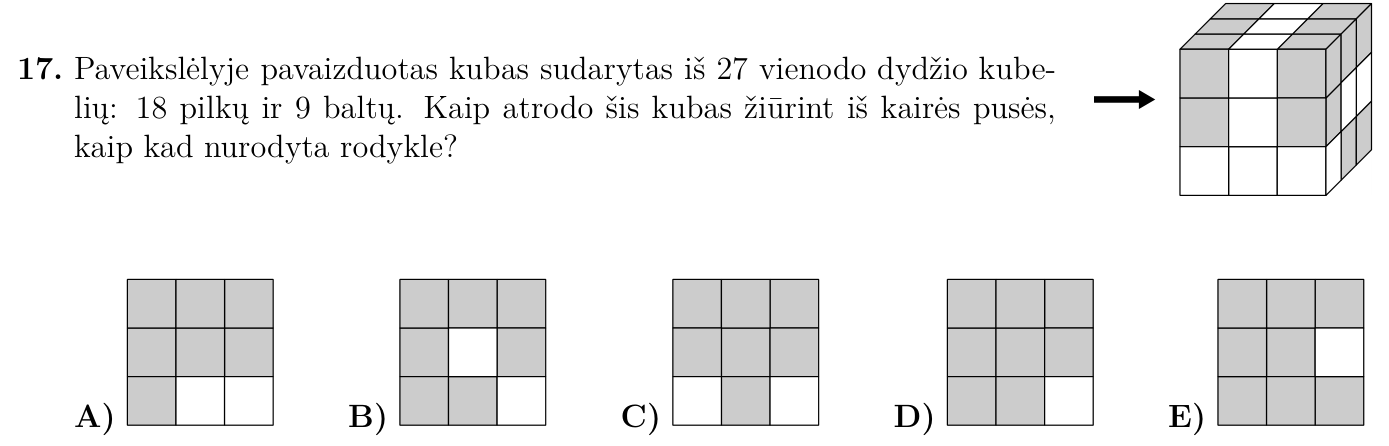 17. Paveikslėlyje pavaizduotas kubas sudarytas iš 27 vienodo dydžio kube-
lių: 18 pilkų ir 9 baltų. Kaip atrodo šis kubas žiūrint iš kairės pusės,
kaip kad nurodyta rodykle?
A) B) C) D) E)